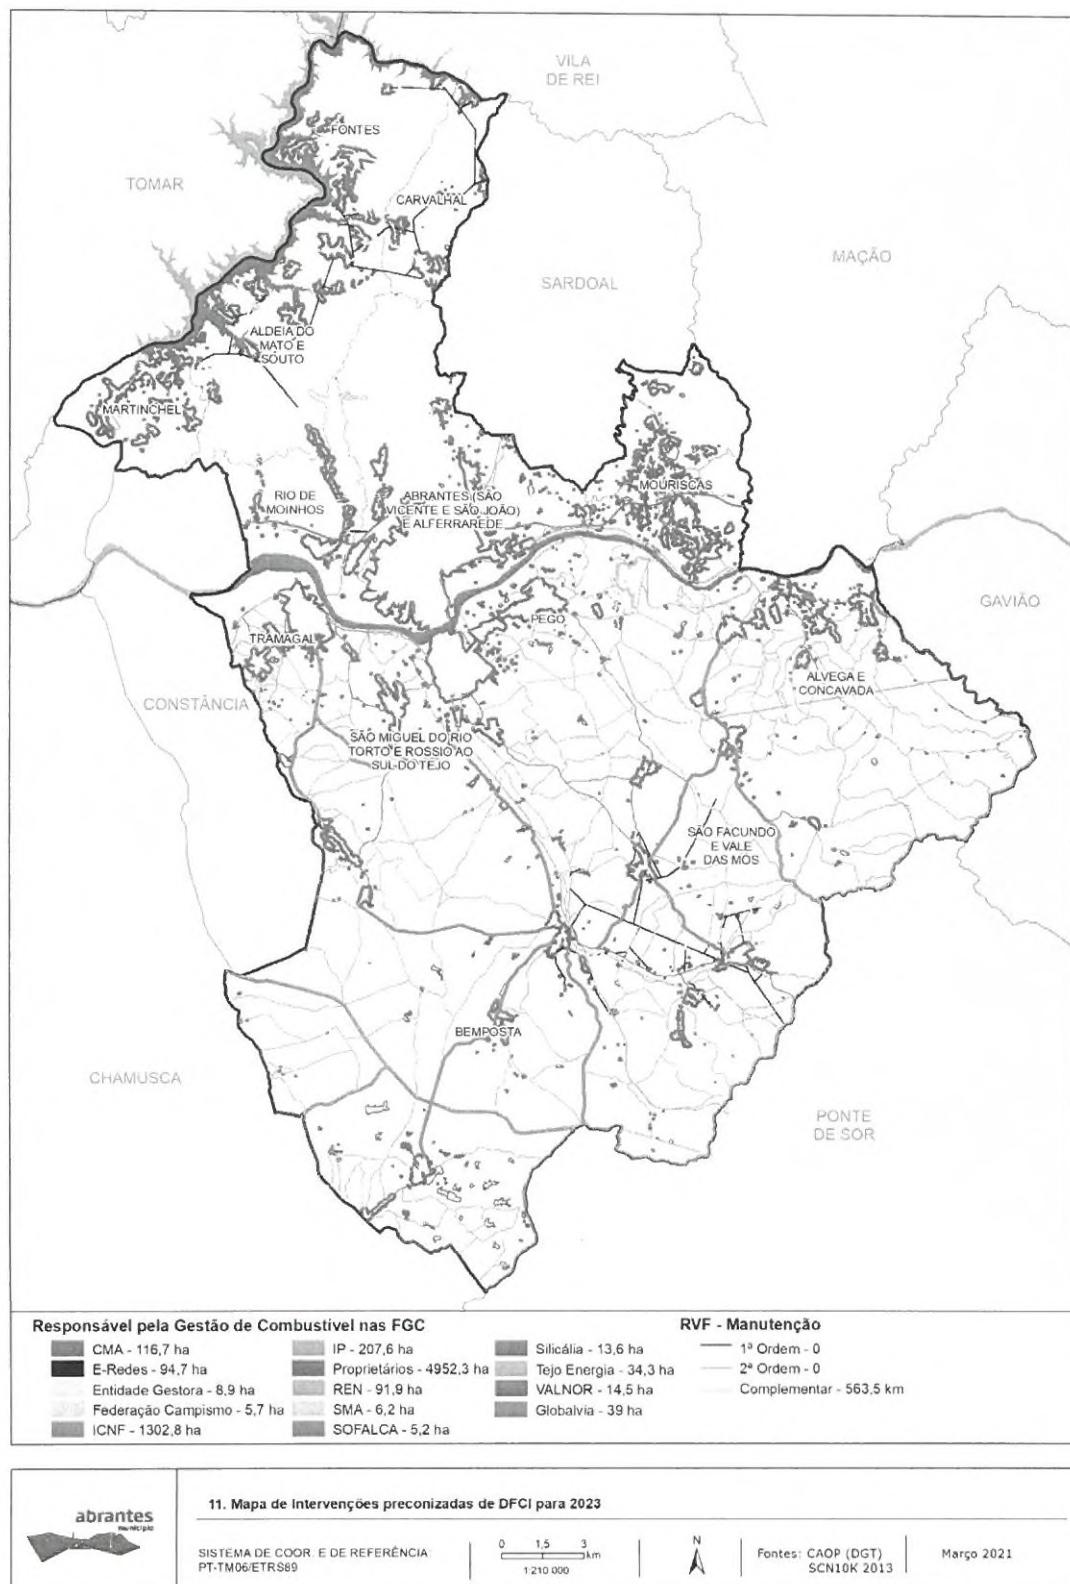 VILA
DE REI
FONTES
TOMAR
CARVALHAL
MAÇÃO
SARDOAL
ALDEIA DO
MATO E
SOUTO
MARTINCHEL
MOURISCAS
RIO DE
MOINHOS
ABRANTES (SÃO
VICENTE E SÃO JOÃO)
E ALFERRAREDE
GAVIÃO
PEGO
TRAMAGAL
ALVEGA E
CONCAVADA
CONSTÂNCIA
SÃO MIGUEL DO RIO
TORTO E ROSSIO AO
SUL DO TEJO
SÃO FACUNDO
E VALE
DAS MÓS
BEMPOSTA
CHAMUSCA
PONTE
DE SOR
Responsável pela Gestão de Combustível nas FGC
CMA - 116,7 ha
E-Redes - 94,7 ha
Entidade Gestora - 8,9 ha
Federação Campismo - 5,7 ha
ICNF - 1302,8 ha
IP - 207,6 ha
Proprietários - 4952,3 ha
REN - 91,9 ha
SMA - 6,2 ha
SOFALCA - 5,2 ha
Silicália - 13,6 ha
Tejo Energia - 34,3 ha
VALNOR - 14,5 ha
Globalvia - 39 ha
RVF - Manutenção
1ª Ordem - 0
2ª Ordem - 0
Complementar - 563,5 km
abrantes
município
11. Mapa de Intervenções preconizadas de DFCI para 2023
SISTEMA DE COOR. E DE REFERÊNCIA
PT-TM06/ETRS89
0 1,5 3
km
1:210 000
N
Fontes: CAOP (DGT)
SCN10K 2013
Março 2021